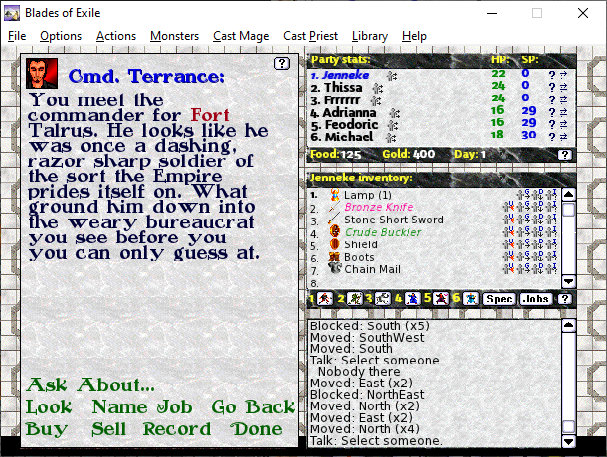 Blades of Exile
File Options Actions Monsters Cast Mage Cast Priest Library Help
Cmd. Terrance:
?
You meet the
commander for Fort
Talrus. He looks like he
was once a dashing,
razor sharp soldier of
the sort the Empire
prides itself on. What
ground him down into
the weary bureaucrat
you see before you
you can only guess at.
Ask About...
Look Name Job Go Back
Buy Sell Record Done
Party stats: HP: SP:
1. Jenneke 22 0 ?
2. Thissa 24 0 ?
3. Frrrrrr 24 0 ?
4. Adrianna 16 29 ?
5. Feodoric 16 29 ?
6. Michael 18 30 ?
Food: 125 Gold: 400 Day: 1 ?
Jenneke inventory:
1. Lamp (1) U G D I
2. Bronze Knife U G D I
3. Stone Short Sword U G D I
4. Crude Buckler U G D I
5. Shield U G D I
6. Boots U G D I
7. Chain Mail U G D I
8.
1 2 3 4 5 6 Spec Jobs ?
Blocked: South (x5)
Moved: SouthWest
Moved: South
Talk: Select someone.
Nobody there
Moved: East (x2)
Blocked: NorthEast
Moved: North (x2)
Moved: East (x2)
Moved: North (x4)
Talk: Select someone.